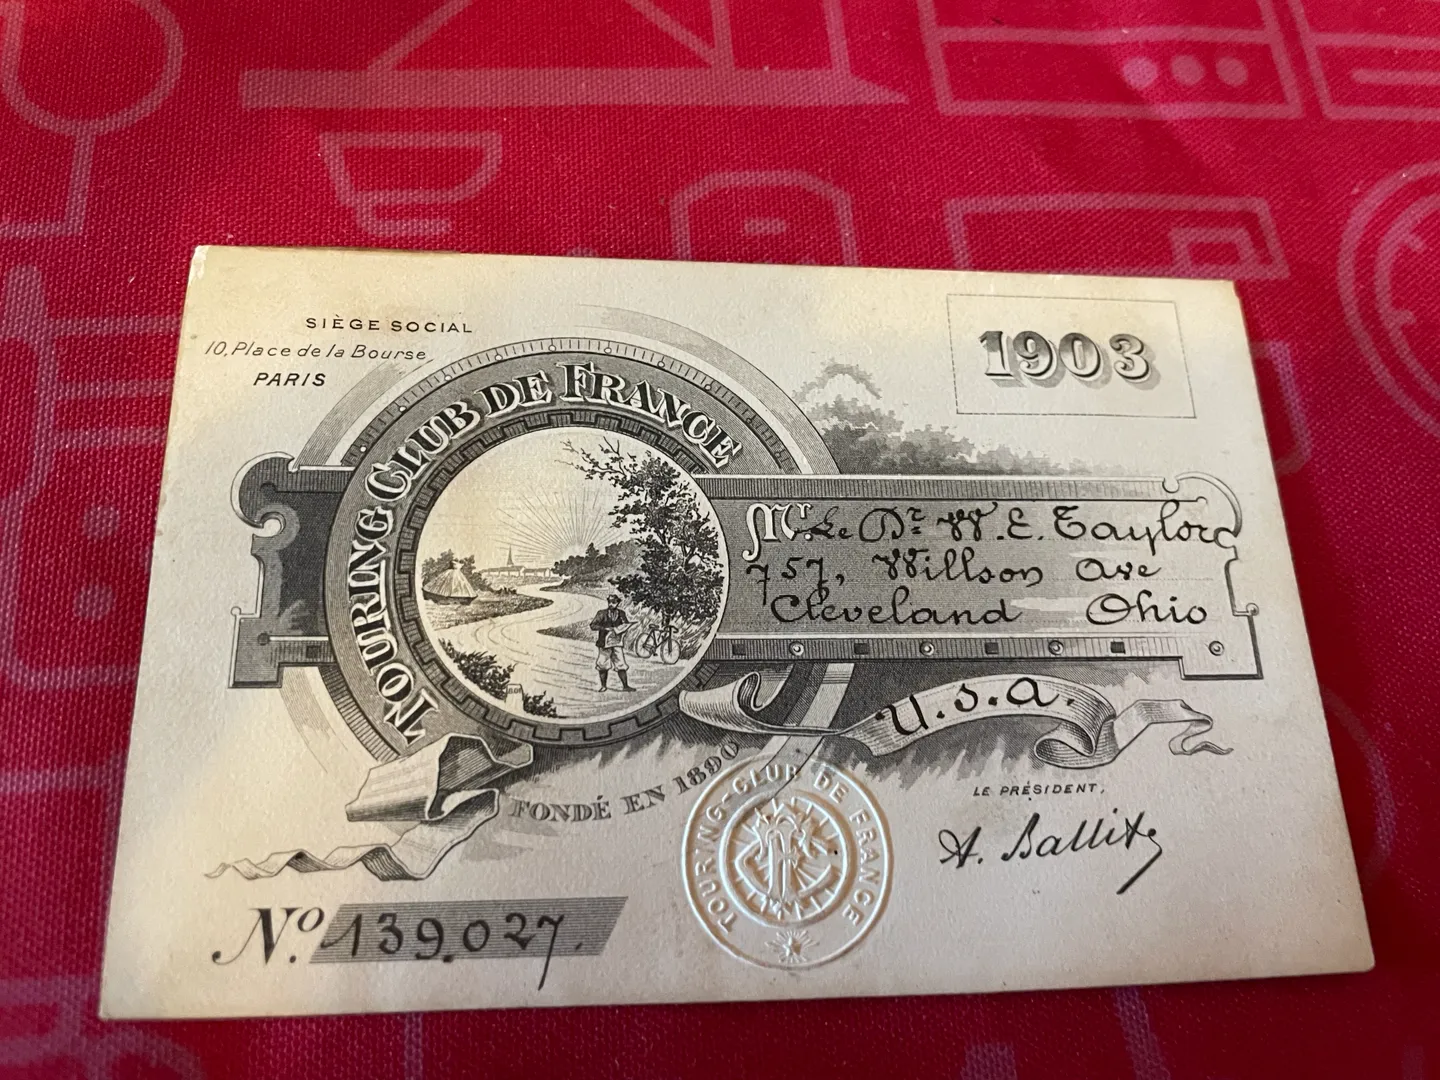 SIÈGE SOCIAL
10, Place de la Bourse,
PARIS
1903
TOURING CLUB DE FRANCE
Mr. Le Dr W. E. Taylor
757, Willson Ave
Cleveland Ohio
U.S.A.
FONDÉ EN 1890
LE PRÉSIDENT,
A. Ballif
TOURING-CLUB DE FRANCE
No. 139.027.